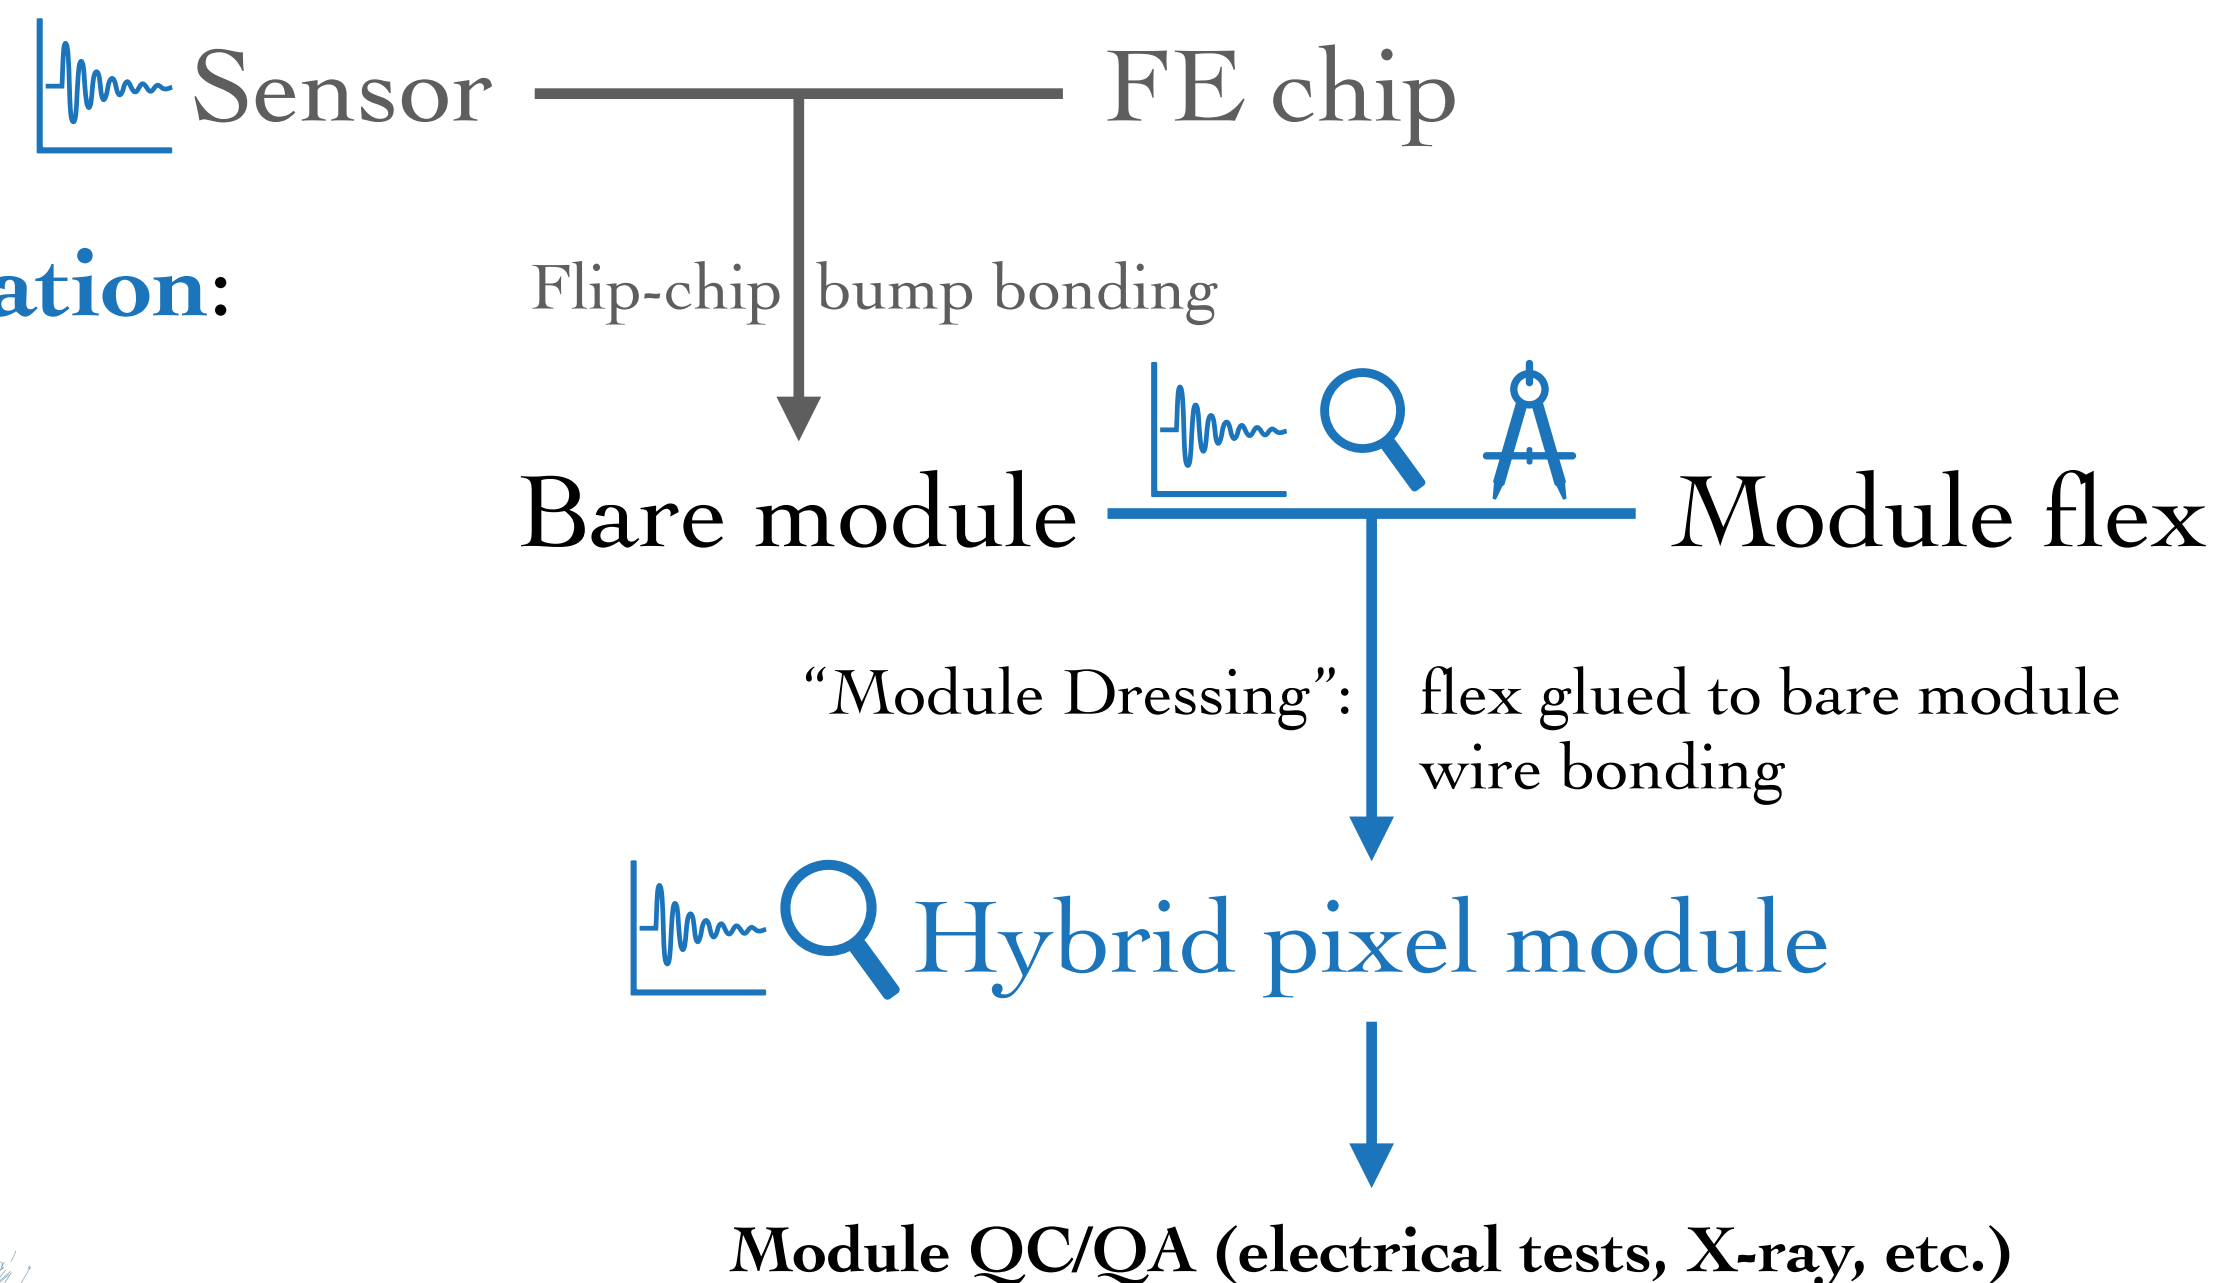 Sensor FE chip
ation:
Flip-chip bump bonding
Bare module Module flex
“Module Dressing”: flex glued to bare module
wire bonding
Hybrid pixel module
Module QC/QA (electrical tests, X-ray, etc.)